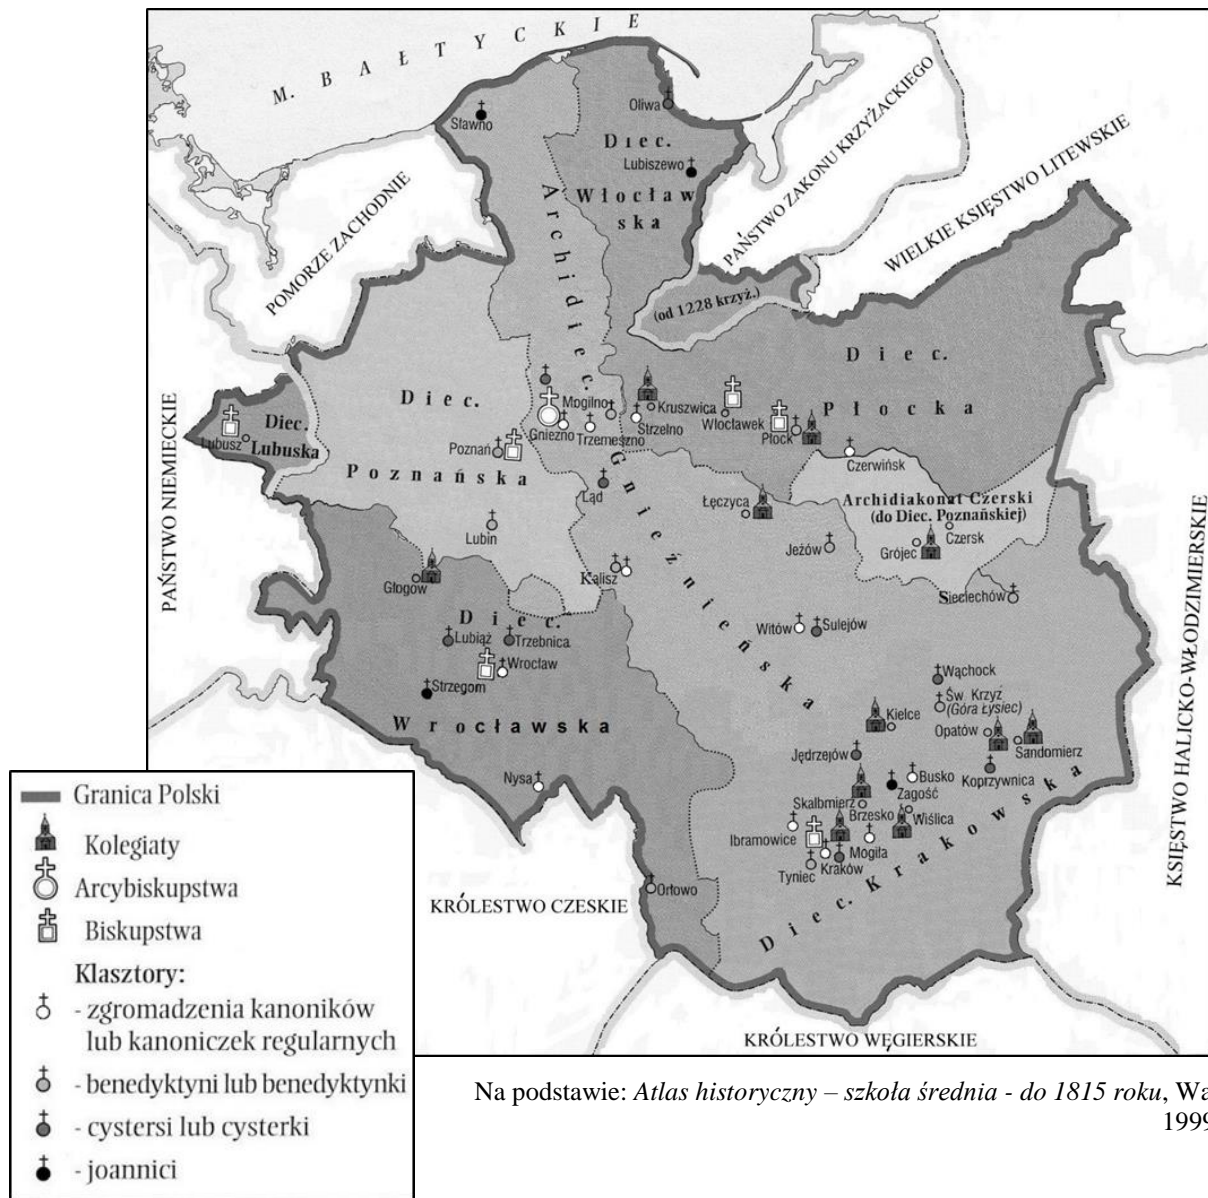 M. BAŁTYCKIE
Oliwa
Sławno
Diec.
Lubiszewo
Włocław
ska
Archidiec.
PAŃSTWO ZAKONU KRZYŻACKIEGO
WIELKIE KSIĘSTWO LITEWSKIE
POMORZE ZACHODNIE
(od 1228 krzyż.)
Diec.
Płocka
PAŃSTWO NIEMIECKIE
Diec.
Lubuska
Lubusz
Diec.
Poznańska
Poznań
Mogilno
Gniezno
Trzemeszno
Strzelno
Kruszwica
Włocławek
Płock
Czerwińsk
Gnieźnieńska
Ląd
Łęczyca
Archidiakonat Czerski
(do Diec. Poznańskiej)
Czersk
Grójec
Jeżów
Lubin
Kalisz
Głogów
Sieciechów
Diec.
Lubiąż
Trzebnica
Wrocław
Strzegom
Wrocławska
Witów
Sulejów
Wąchock
Św. Krzyż
(Góra Łysiec)
Kielce
Opatów
Sandomierz
Jędrzejów
Koprzywnica
Nysa
Busko
Zagość
Skalbmierz
Brzesko
Wiślica
Ibramowice
Mogiła
Kraków
Tyniec
Orłowo
Diec. Krakowska
KSIĘSTWO HALICKO-WŁODZIMIERSKIE
KRÓLESTWO CZESKIE
KRÓLESTWO WĘGIERSKIE
Granica Polski
Kolegiaty
Arcybiskupstwa
Biskupstwa
Klasztory:
- zgromadzenia kanoników
lub kanoniczek regularnych
- benedyktyni lub benedyktynki
- cystersi lub cysterki
- joannici
Na podstawie: Atlas historyczny – szkoła średnia - do 1815 roku, Wa
1999